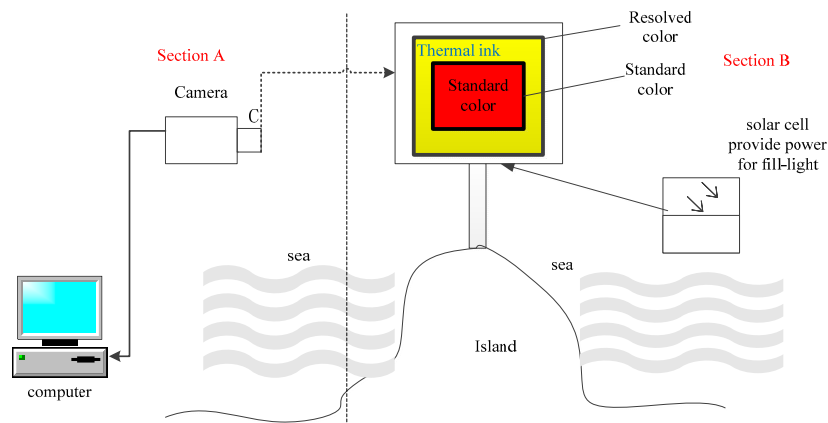 Section A
Camera
C
Thermal ink
Standard
color
Resolved
color
Standard
color
Section B
solar cell
provide power
for fill-light
sea
sea
Island
computer